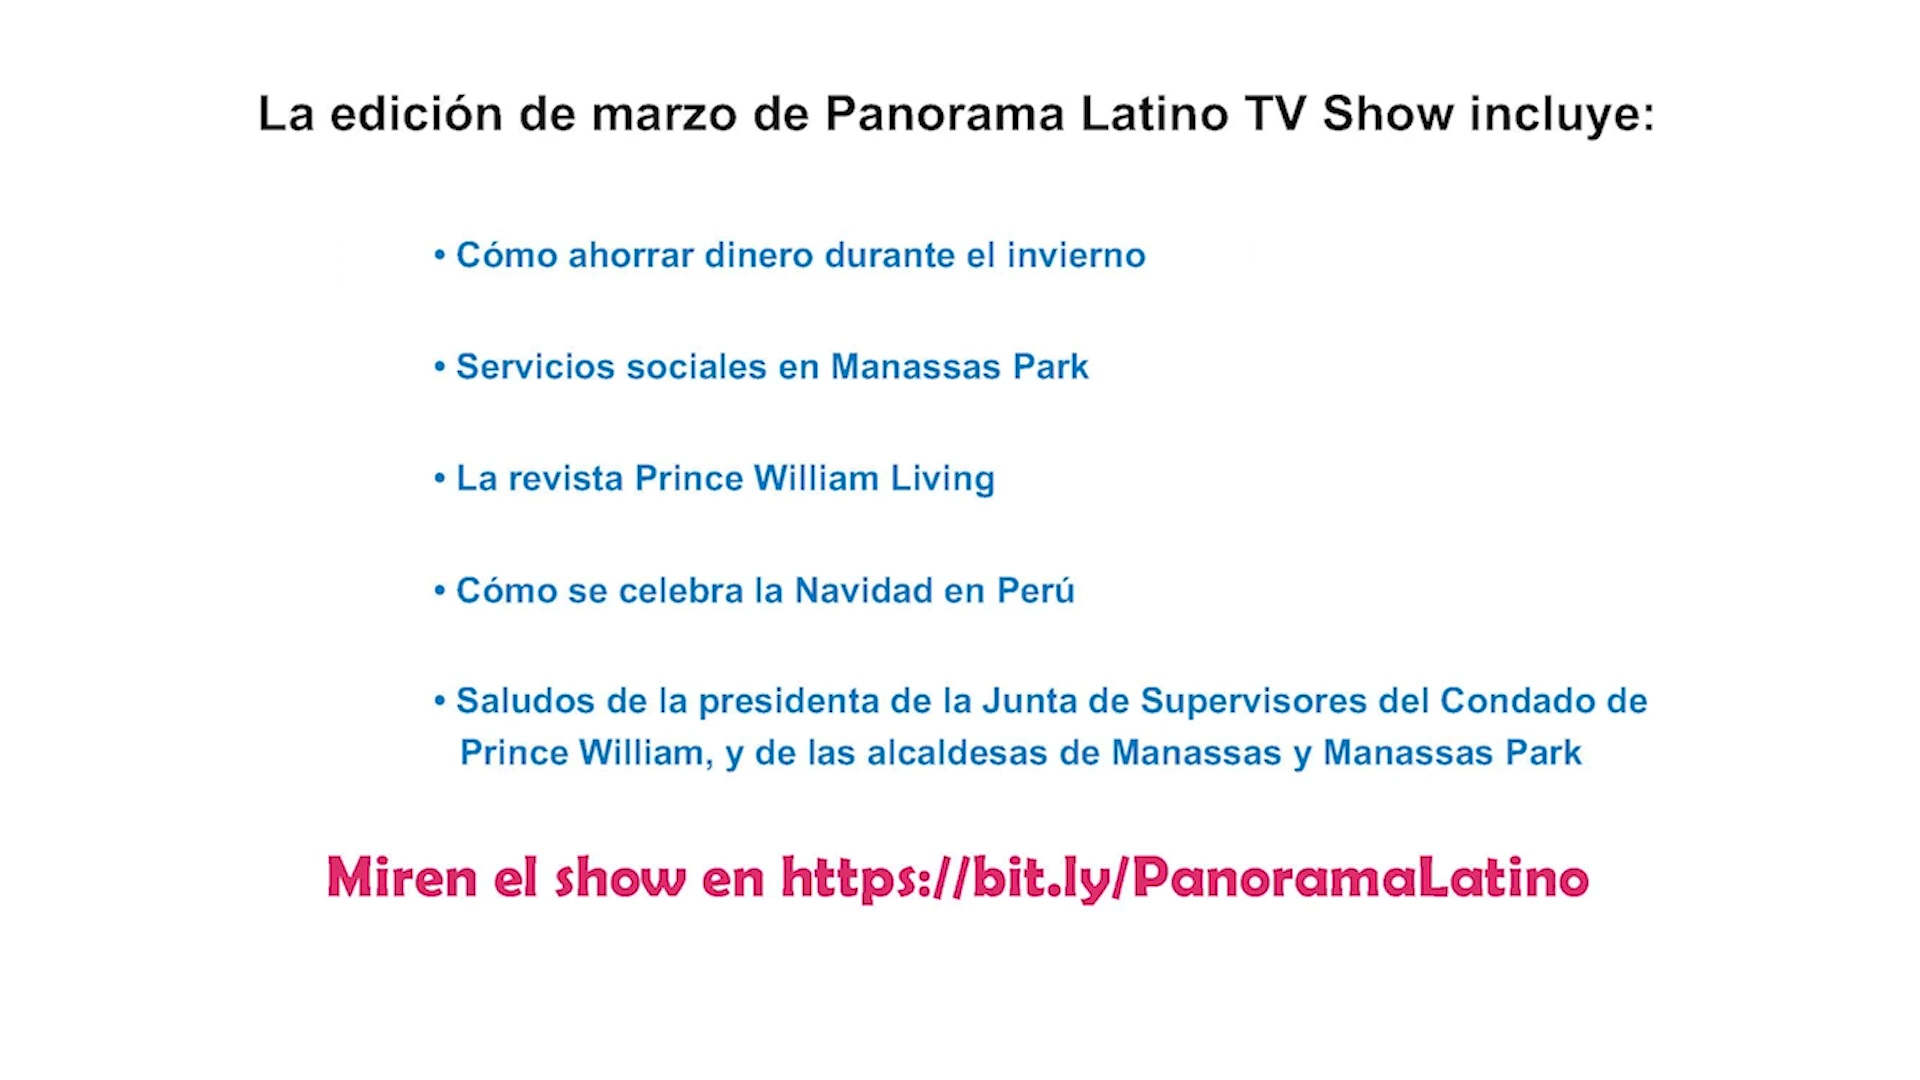 La edición de marzo de Panorama Latino TV Show incluye:
• Cómo ahorrar dinero durante el invierno
• Servicios sociales en Manassas Park
• La revista Prince William Living
• Cómo se celebra la Navidad en Perú
• Saludos de la presidenta de la Junta de Supervisores del Condado de
Prince William, y de las alcaldesas de Manassas y Manassas Park
Miren el show en https://bit.ly/PanoramaLatino